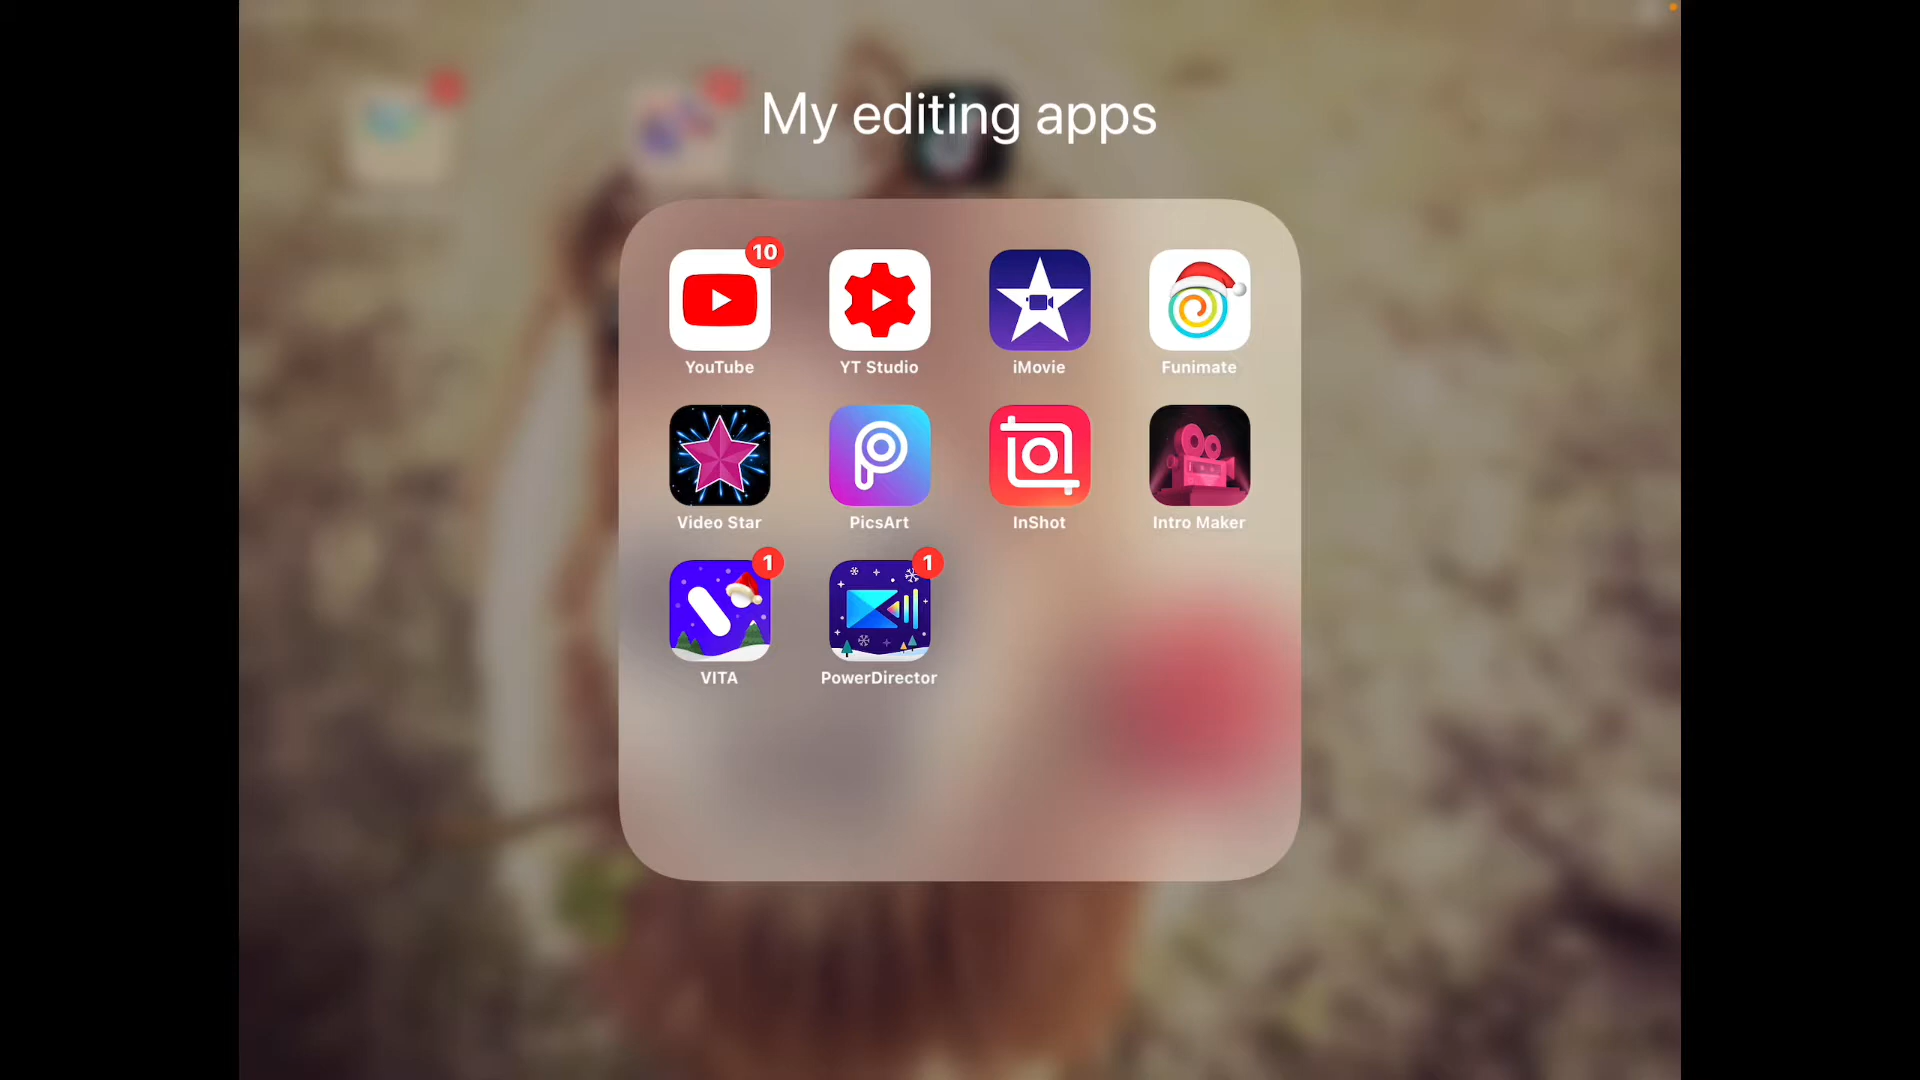 My editing apps
10
YouTube YT Studio iMovie Funimate
Video Star PicsArt InShot Intro Maker
1 1
VITA PowerDirector